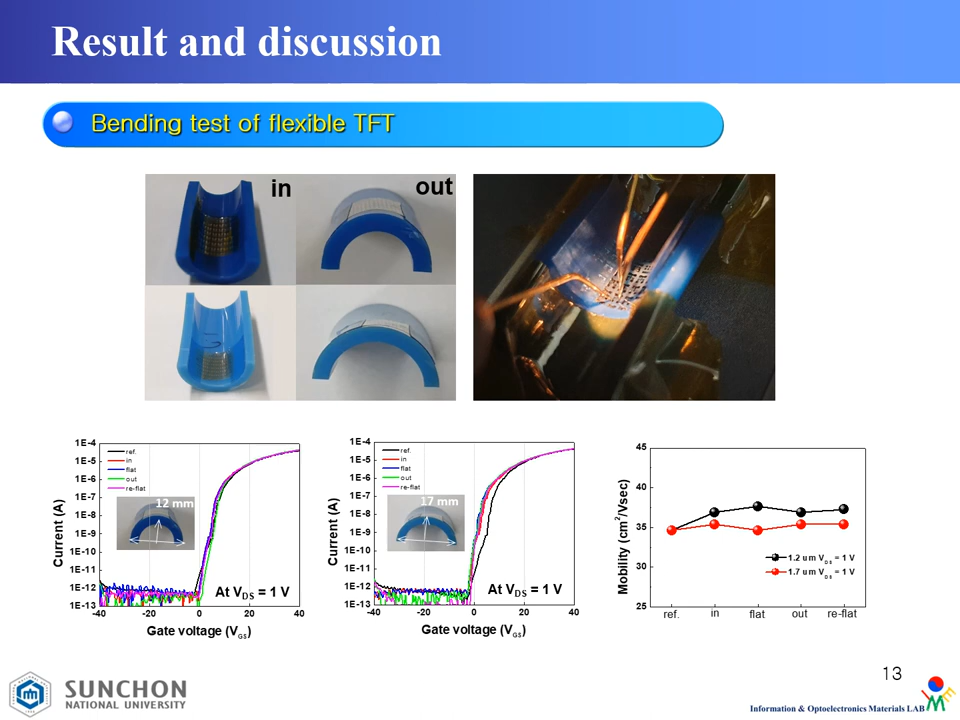 Result and discussion
Bending test of flexible TFT
in
out
1E-4
1E-5
1E-6
1E-7
1E-8
1E-9
1E-10
1E-11
1E-12
1E-13
Current (A)
ref.
in
flat
out
re-flat
12 mm
At VDS = 1 V
-40 -20 0 20 40
Gate voltage (VGS)
1E-4
1E-5
1E-6
1E-7
1E-8
1E-9
1E-10
1E-11
1E-12
1E-13
Current (A)
ref.
in
flat
out
re-flat
17 mm
At VDS = 1 V
-40 -20 0 20 40
Gate voltage (VGS)
45
40
35
30
25
Mobility (cm²/Vsec)
1.2 um VDS = 1 V
1.7 um VDS = 1 V
ref. in flat out re-flat
13
SUNCHON
NATIONAL UNIVERSITY
Information & Optoelectronics Materials LAB